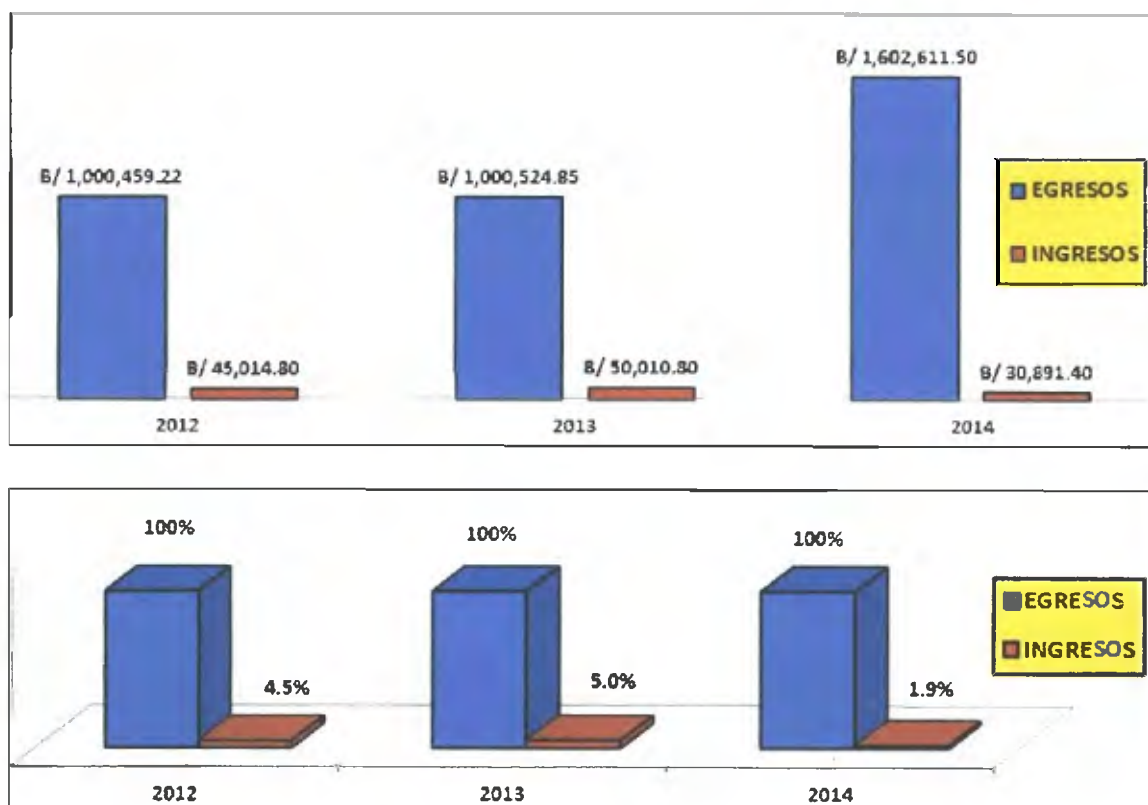 B/ 1,602,611.50
B/ 1,000,459.22
B/ 1,000,524.85
EGRESOS
INGRESOS
B/ 45,014.80
B/ 50,010.80
B/ 30,891.40
2012
2013
2014
100%
100%
100%
EGRESOS
INGRESOS
4.5%
5.0%
1.9%
2012
2013
2014